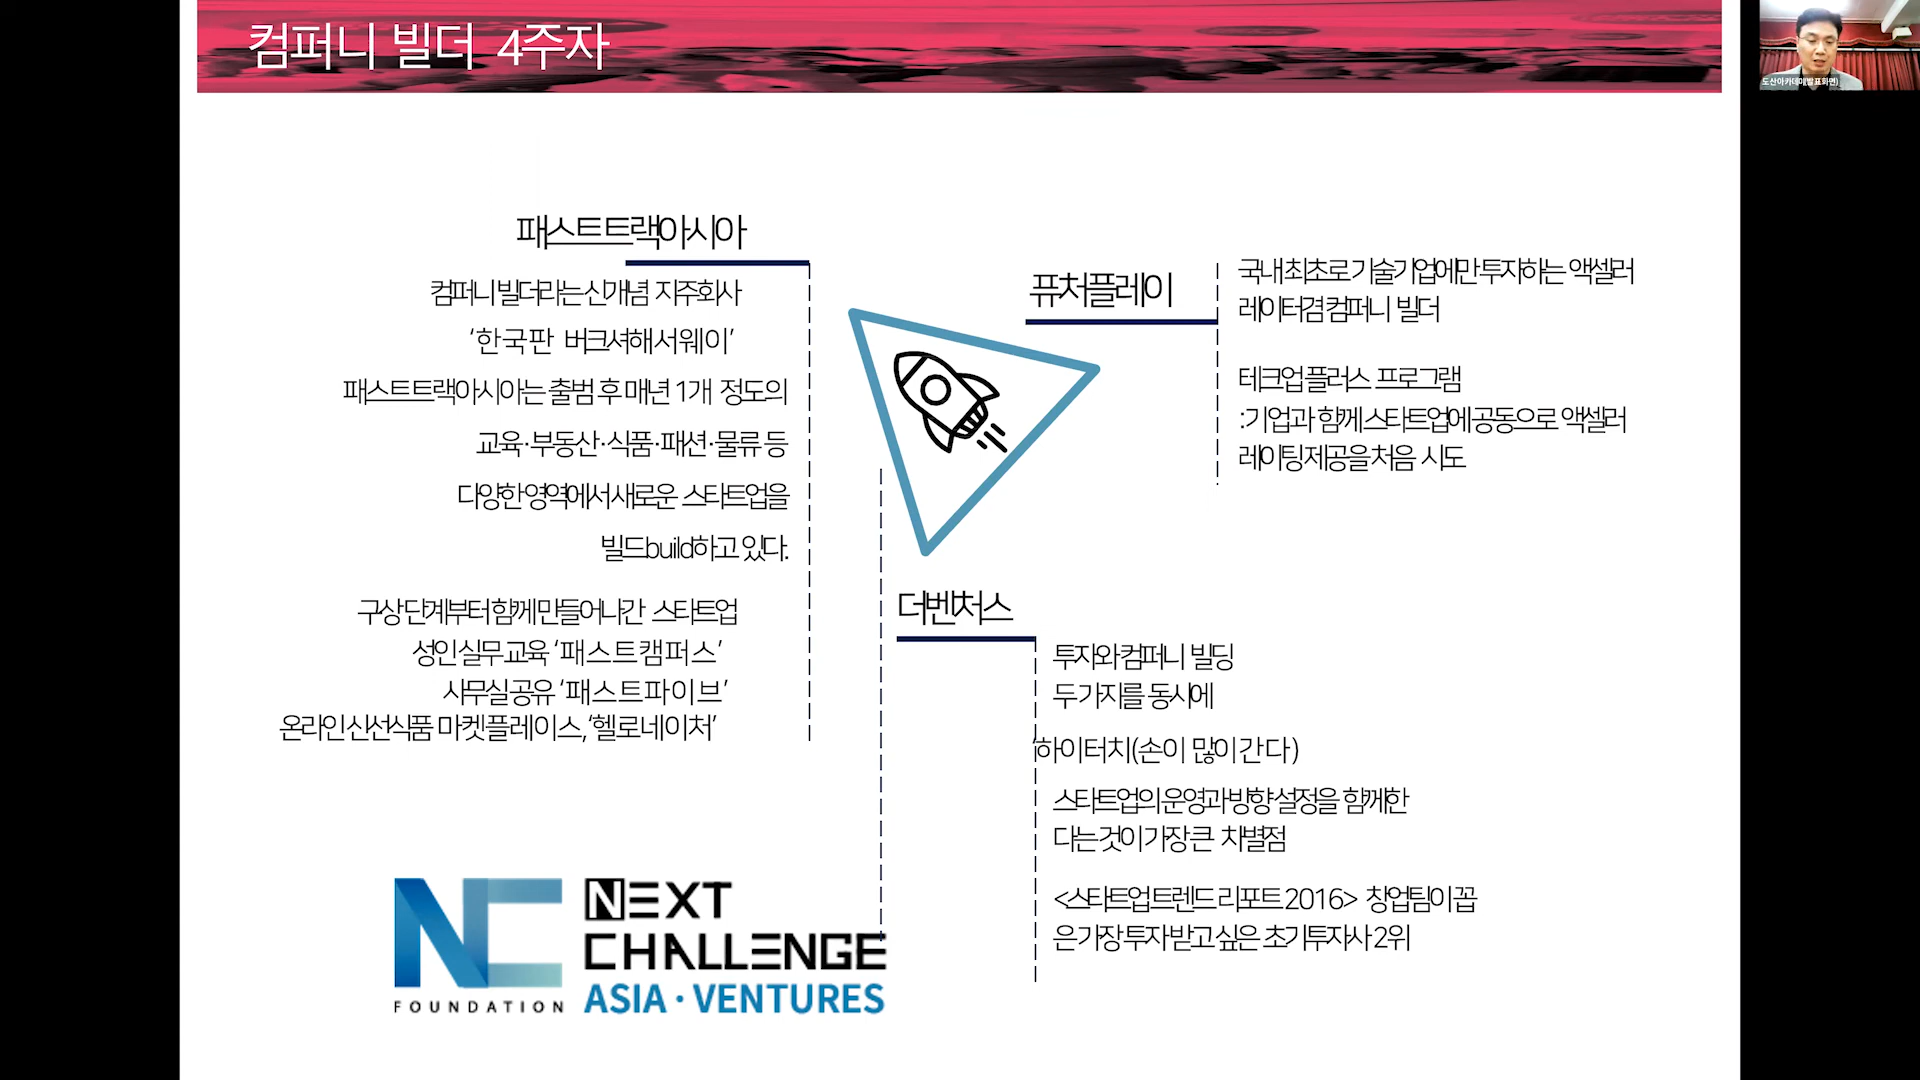 컴퍼니 빌더 4주자
도산아카데미(발표화면)
패스트트랙아시아
컴퍼니 빌더라는 신개념 지주회사
‘한국판 버크셔해서웨이’
패스트트랙아시아는 출범 후 매년 1개 정도의
교육·부동산·식품·패션·물류 등
다양한 영역에서 새로운 스타트업을
빌드build하고 있다.
구상 단계부터 함께 만들어나간 스타트업
성인 실무 교육 ‘패스트캠퍼스’
사무실 공유 ‘패스트파이브’
온라인 신선식품 마켓플레이스, ‘헬로네이처’
퓨처플레이
국내 최초로 기술기업에만 투자하는 액셀러
레이터 겸 컴퍼니 빌더
테크업플러스 프로그램
:기업과 함께 스타트업에 공동으로 액셀러
레이팅 제공을 처음 시도
더벤처스
투자와 컴퍼니 빌딩
두 가지를 동시에
‘하이터치(손이 많이 간다)
스타트업의 운영과 방향 설정을 함께한
다는 것이 가장 큰 차별점
<스타트업 트렌드 리포트 2016> 창업팀이 꼽
은 가장 투자 받고 싶은 초기투자사 2위
NC
FOUNDATION
NEXT
CHALLENGE
ASIA · VENTURES